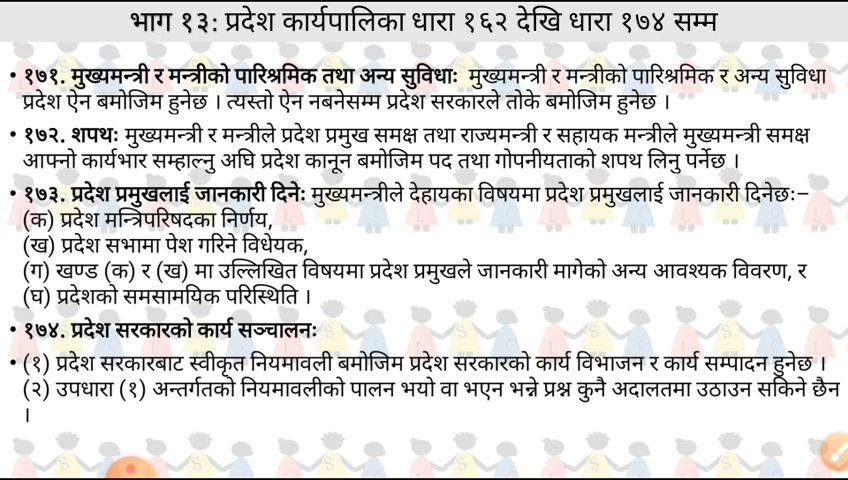 भाग १३: प्रदेश कार्यपालिका धारा १६२ देखि धारा १७४ सम्म
• १७१. मुख्यमन्त्री र मन्त्रीको पारिश्रमिक तथा अन्य सुविधाः मुख्यमन्त्री र मन्त्रीको पारिश्रमिक र अन्य सुविधा
प्रदेश ऐन बमोजिम हुनेछ । त्यस्तो ऐन नबनेसम्म प्रदेश सरकारले तोके बमोजिम हुनेछ ।
• १७२. शपथः मुख्यमन्त्री र मन्त्रीले प्रदेश प्रमुख समक्ष तथा राज्यमन्त्री र सहायक मन्त्रीले मुख्यमन्त्री समक्ष
आफ्नो कार्यभार सम्हाल्नु अघि प्रदेश कानून बमोजिम पद तथा गोपनीयताको शपथ लिनु पर्नेछ ।
• १७३. प्रदेश प्रमुखलाई जानकारी दिनेः मुख्यमन्त्रीले देहायका विषयमा प्रदेश प्रमुखलाई जानकारी दिनेछः–
(क) प्रदेश मन्त्रिपरिषदका निर्णय,
(ख) प्रदेश सभामा पेश गरिने विधेयक,
(ग) खण्ड (क) र (ख) मा उल्लिखित विषयमा प्रदेश प्रमुखले जानकारी मागेको अन्य आवश्यक विवरण, र
(घ) प्रदेशको समसामयिक परिस्थिति ।
• १७४. प्रदेश सरकारको कार्य सञ्चालनः
• (१) प्रदेश सरकारबाट स्वीकृत नियमावली बमोजिम प्रदेश सरकारको कार्य विभाजन र कार्य सम्पादन हुनेछ ।
(२) उपधारा (१) अन्तर्गतको नियमावलीको पालन भयो वा भएन भन्ने प्रश्न कुनै अदालतमा उठाउन सकिने छैन
।